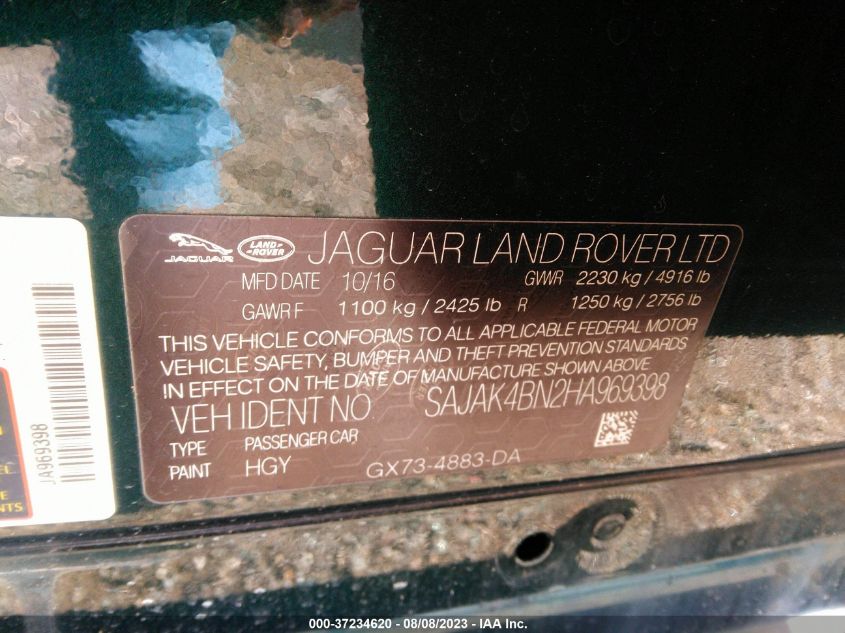 JAGUAR
LAND ROVER
JAGUAR LAND ROVER LTD
MFD DATE 10/16 GVWR 2230 kg / 4916 lb
GAWR F 1100 kg / 2425 lb R 1250 kg / 2756 lb
THIS VEHICLE CONFORMS TO ALL APPLICABLE FEDERAL MOTOR
VEHICLE SAFETY, BUMPER AND THEFT PREVENTION STANDARDS
IN EFFECT ON THE DATE OF MANUFACTURE SHOWN ABOVE
VEH IDENT NO. SAJAK4BN2HA969398
TYPE PASSENGER CAR
PAINT HGY GX73-4883-DA
JA969398
000-37234620 - 08/08/2023 - IAA